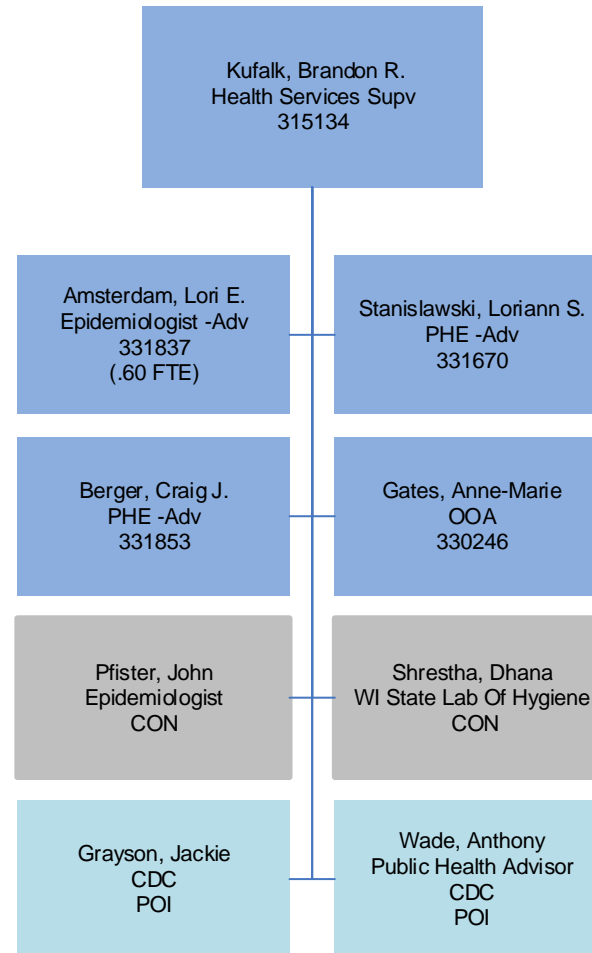 Kufalk, Brandon R.
Health Services Supv
315134
Amsterdam, Lori E.
Epidemiologist -Adv
331837
(.60 FTE)
Stanislawski, Loriann S.
PHE -Adv
331670
Berger, Craig J.
PHE -Adv
331853
Gates, Anne-Marie
OOA
330246
Pfister, John
Epidemiologist
CON
Shrestha, Dhana
WI State Lab Of Hygiene
CON
Grayson, Jackie
CDC
POI
Wade, Anthony
Public Health Advisor
CDC
POI